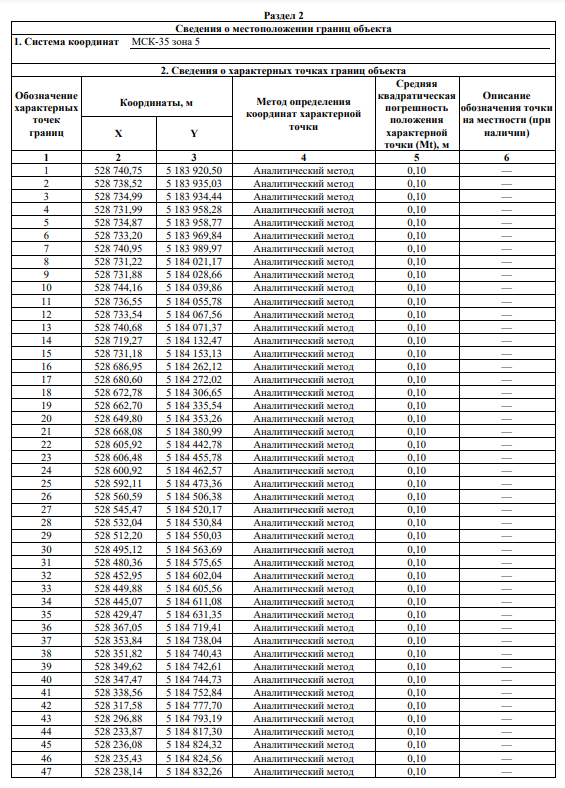 Раздел 2
Сведения о местоположении границ объекта
1. Система координат МСК-35 зона 5
2. Сведения о характерных точках границ объекта
Обозначение характерных точек границ
Координаты, м
Метод определения координат характерной точки
Средняя квадратическая погрешность положения характерной точки (Mt), м
Описание обозначения точки на местности (при наличии)
X Y
1 2 3 4 5 6
1 528 740,75 5 183 920,50 Аналитический метод 0,10 —
2 528 738,52 5 183 935,03 Аналитический метод 0,10 —
3 528 734,99 5 183 934,44 Аналитический метод 0,10 —
4 528 731,99 5 183 958,28 Аналитический метод 0,10 —
5 528 734,87 5 183 958,77 Аналитический метод 0,10 —
6 528 733,20 5 183 969,84 Аналитический метод 0,10 —
7 528 740,95 5 183 989,97 Аналитический метод 0,10 —
8 528 731,22 5 184 021,17 Аналитический метод 0,10 —
9 528 731,88 5 184 028,66 Аналитический метод 0,10 —
10 528 744,16 5 184 039,86 Аналитический метод 0,10 —
11 528 736,55 5 184 055,78 Аналитический метод 0,10 —
12 528 733,54 5 184 067,56 Аналитический метод 0,10 —
13 528 740,68 5 184 071,37 Аналитический метод 0,10 —
14 528 719,27 5 184 132,47 Аналитический метод 0,10 —
15 528 731,18 5 184 153,13 Аналитический метод 0,10 —
16 528 686,95 5 184 262,12 Аналитический метод 0,10 —
17 528 680,60 5 184 272,02 Аналитический метод 0,10 —
18 528 672,78 5 184 306,65 Аналитический метод 0,10 —
19 528 662,70 5 184 335,54 Аналитический метод 0,10 —
20 528 649,80 5 184 353,26 Аналитический метод 0,10 —
21 528 668,08 5 184 380,99 Аналитический метод 0,10 —
22 528 605,92 5 184 442,78 Аналитический метод 0,10 —
23 528 606,48 5 184 455,78 Аналитический метод 0,10 —
24 528 600,92 5 184 462,57 Аналитический метод 0,10 —
25 528 592,11 5 184 473,36 Аналитический метод 0,10 —
26 528 560,59 5 184 506,38 Аналитический метод 0,10 —
27 528 545,47 5 184 520,17 Аналитический метод 0,10 —
28 528 532,04 5 184 530,84 Аналитический метод 0,10 —
29 528 512,20 5 184 550,03 Аналитический метод 0,10 —
30 528 495,12 5 184 563,69 Аналитический метод 0,10 —
31 528 480,36 5 184 575,65 Аналитический метод 0,10 —
32 528 452,95 5 184 602,04 Аналитический метод 0,10 —
33 528 449,88 5 184 605,56 Аналитический метод 0,10 —
34 528 445,07 5 184 611,08 Аналитический метод 0,10 —
35 528 429,47 5 184 631,35 Аналитический метод 0,10 —
36 528 367,05 5 184 719,41 Аналитический метод 0,10 —
37 528 353,84 5 184 738,04 Аналитический метод 0,10 —
38 528 351,82 5 184 740,43 Аналитический метод 0,10 —
39 528 349,62 5 184 742,61 Аналитический метод 0,10 —
40 528 347,47 5 184 744,73 Аналитический метод 0,10 —
41 528 338,56 5 184 752,84 Аналитический метод 0,10 —
42 528 317,58 5 184 777,70 Аналитический метод 0,10 —
43 528 296,88 5 184 793,19 Аналитический метод 0,10 —
44 528 233,87 5 184 817,30 Аналитический метод 0,10 —
45 528 236,08 5 184 824,32 Аналитический метод 0,10 —
46 528 235,43 5 184 824,56 Аналитический метод 0,10 —
47 528 238,14 5 184 832,26 Аналитический метод 0,10 —